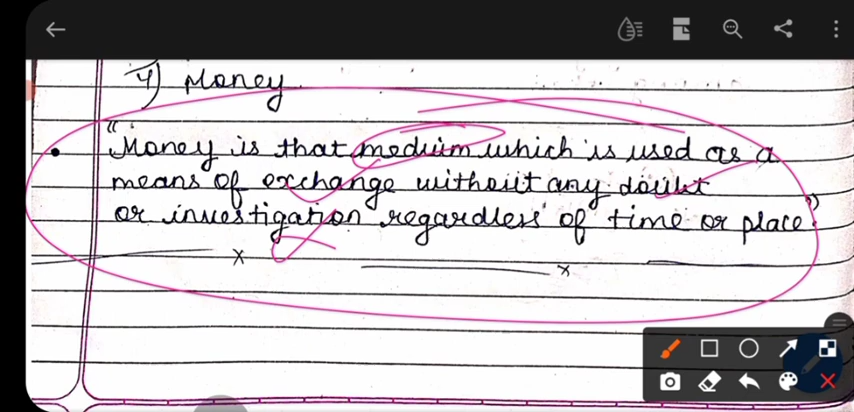 4) Money
"Money is that meduim which is used as a
means of exchange without any doubt
or investigation regardless of time or place"